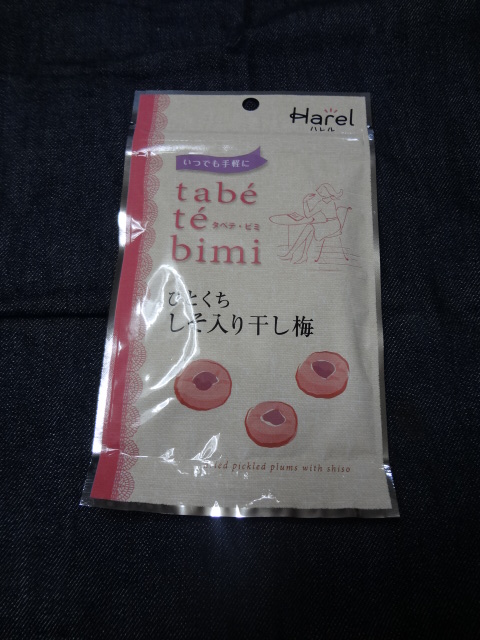 Harel
ハレル
いつでも手軽に
tabé
té タベテ・ビミ
bimi
ひとくち
しそ入り干し梅
pickled plums with shiso